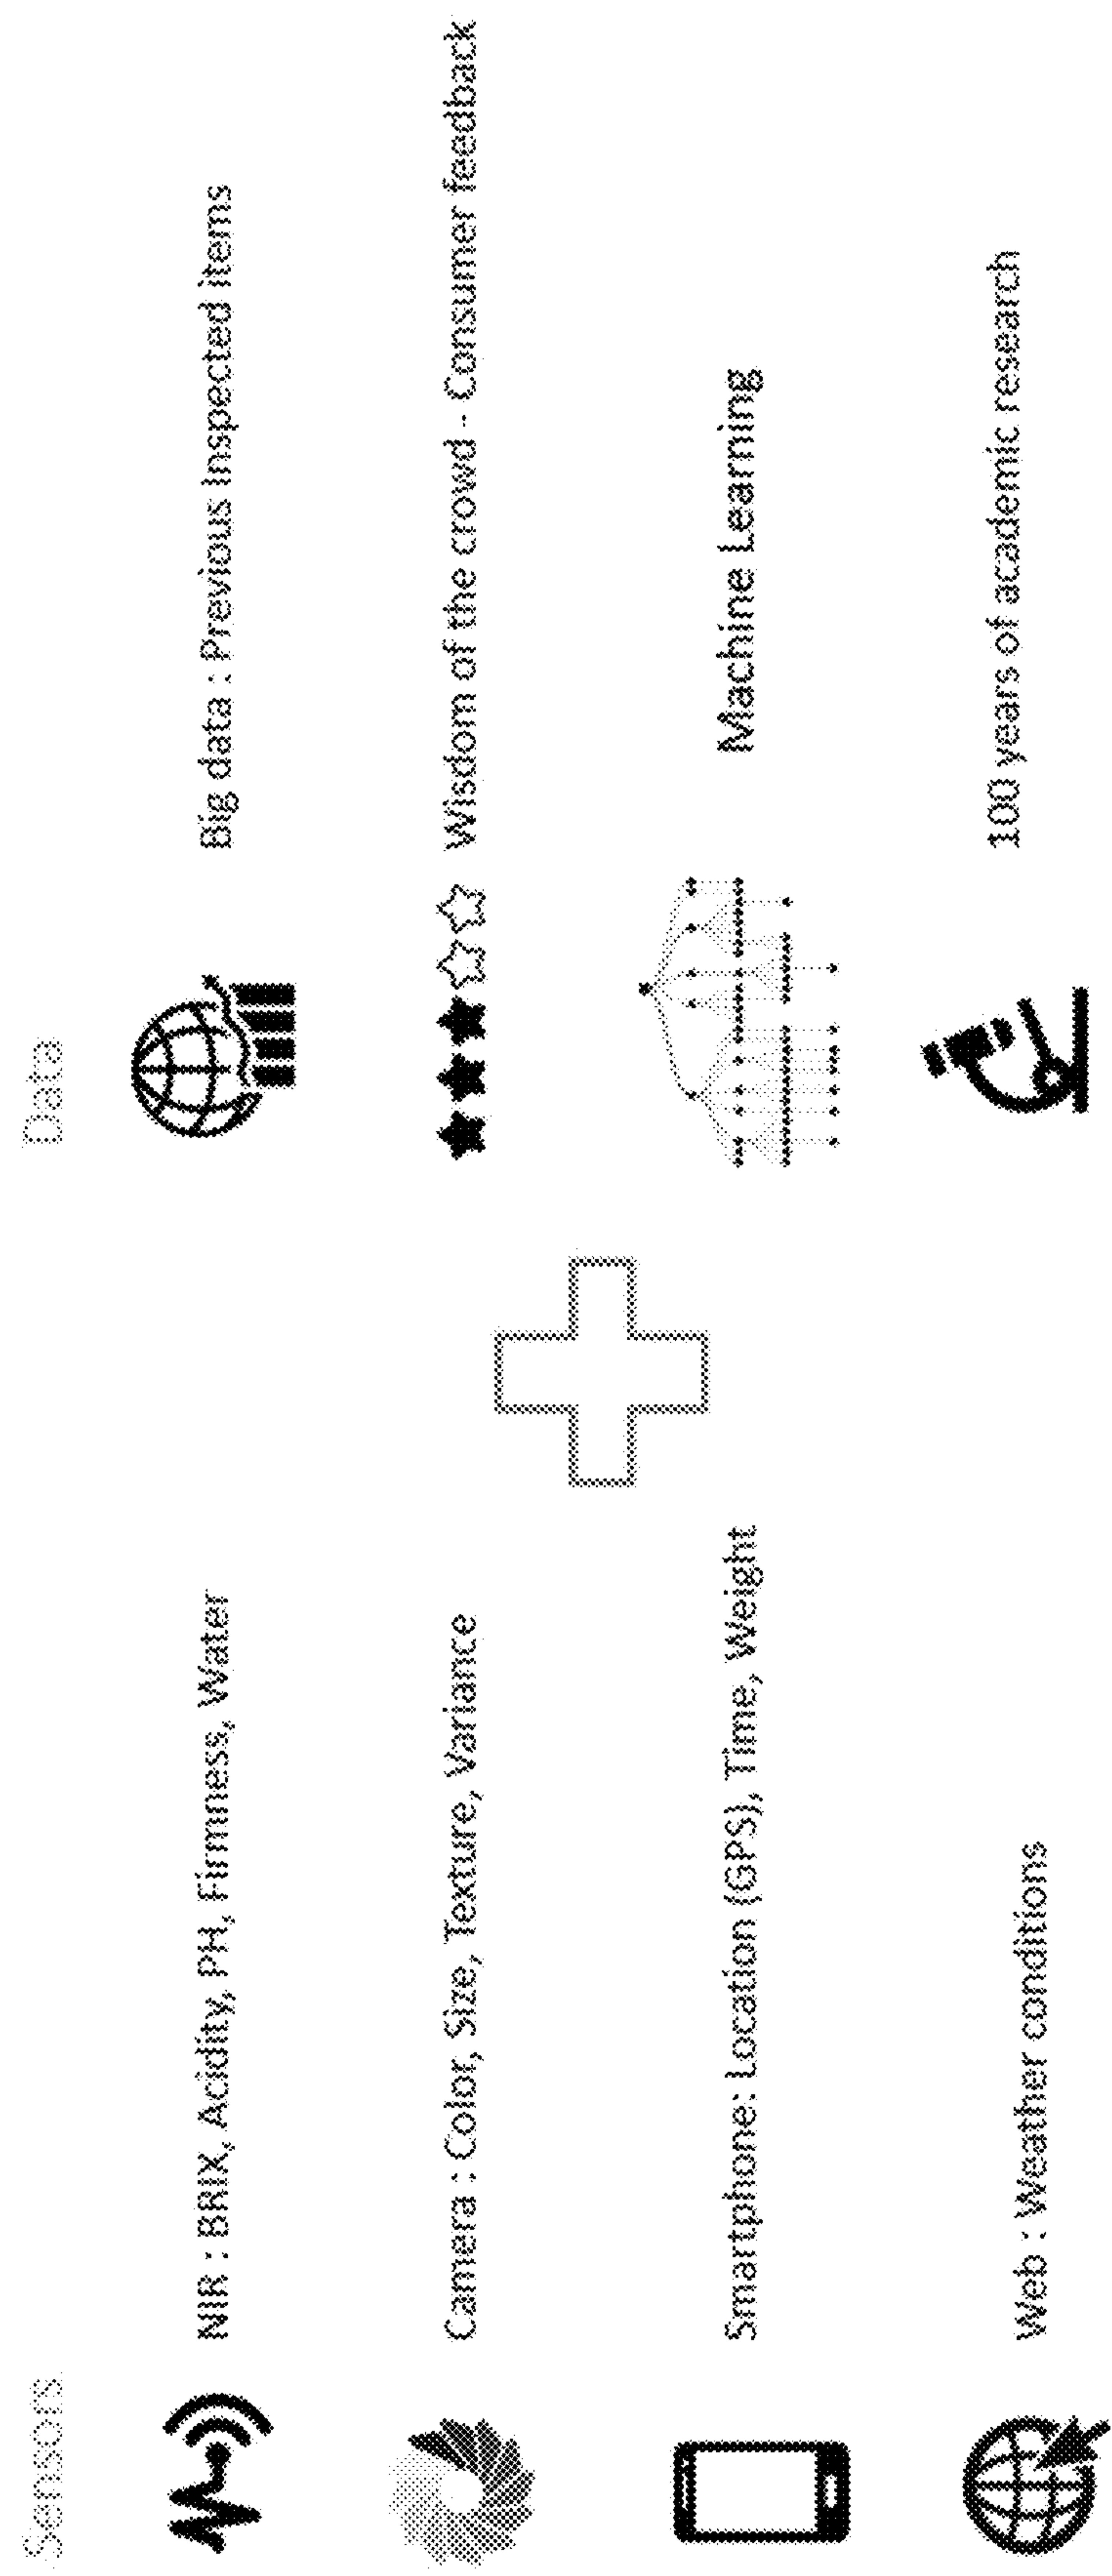 Sensors
NIR : BRIX, Acidity, PH, Firmness, Water
Camera : Color, Size, Texture, Variance
Smartphone: Location (GPS), Time, Weight
Web : Weather conditions
Data
Big data : Previous inspected items
Wisdom of the crowd - Consumer feedback
Machine Learning
100 years of academic research